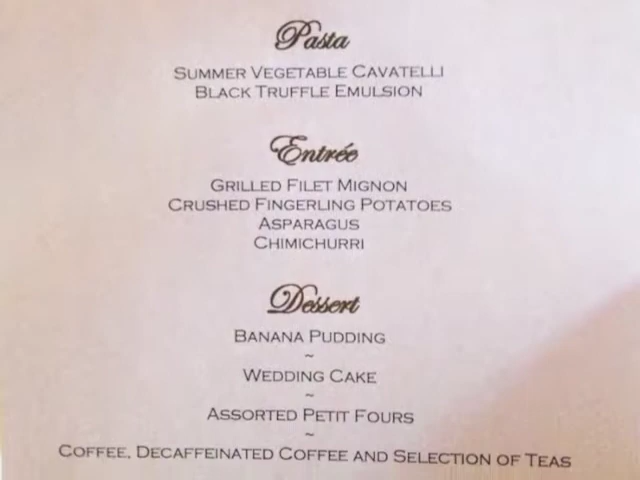 Pasta
Summer Vegetable Cavatelli
Black Truffle Emulsion
Entrée
Grilled Filet Mignon
Crushed Fingerling Potatoes
Asparagus
Chimichurri
Dessert
Banana Pudding
~
Wedding Cake
~
Assorted Petit Fours
~
Coffee, Decaffeinated Coffee and Selection of Teas